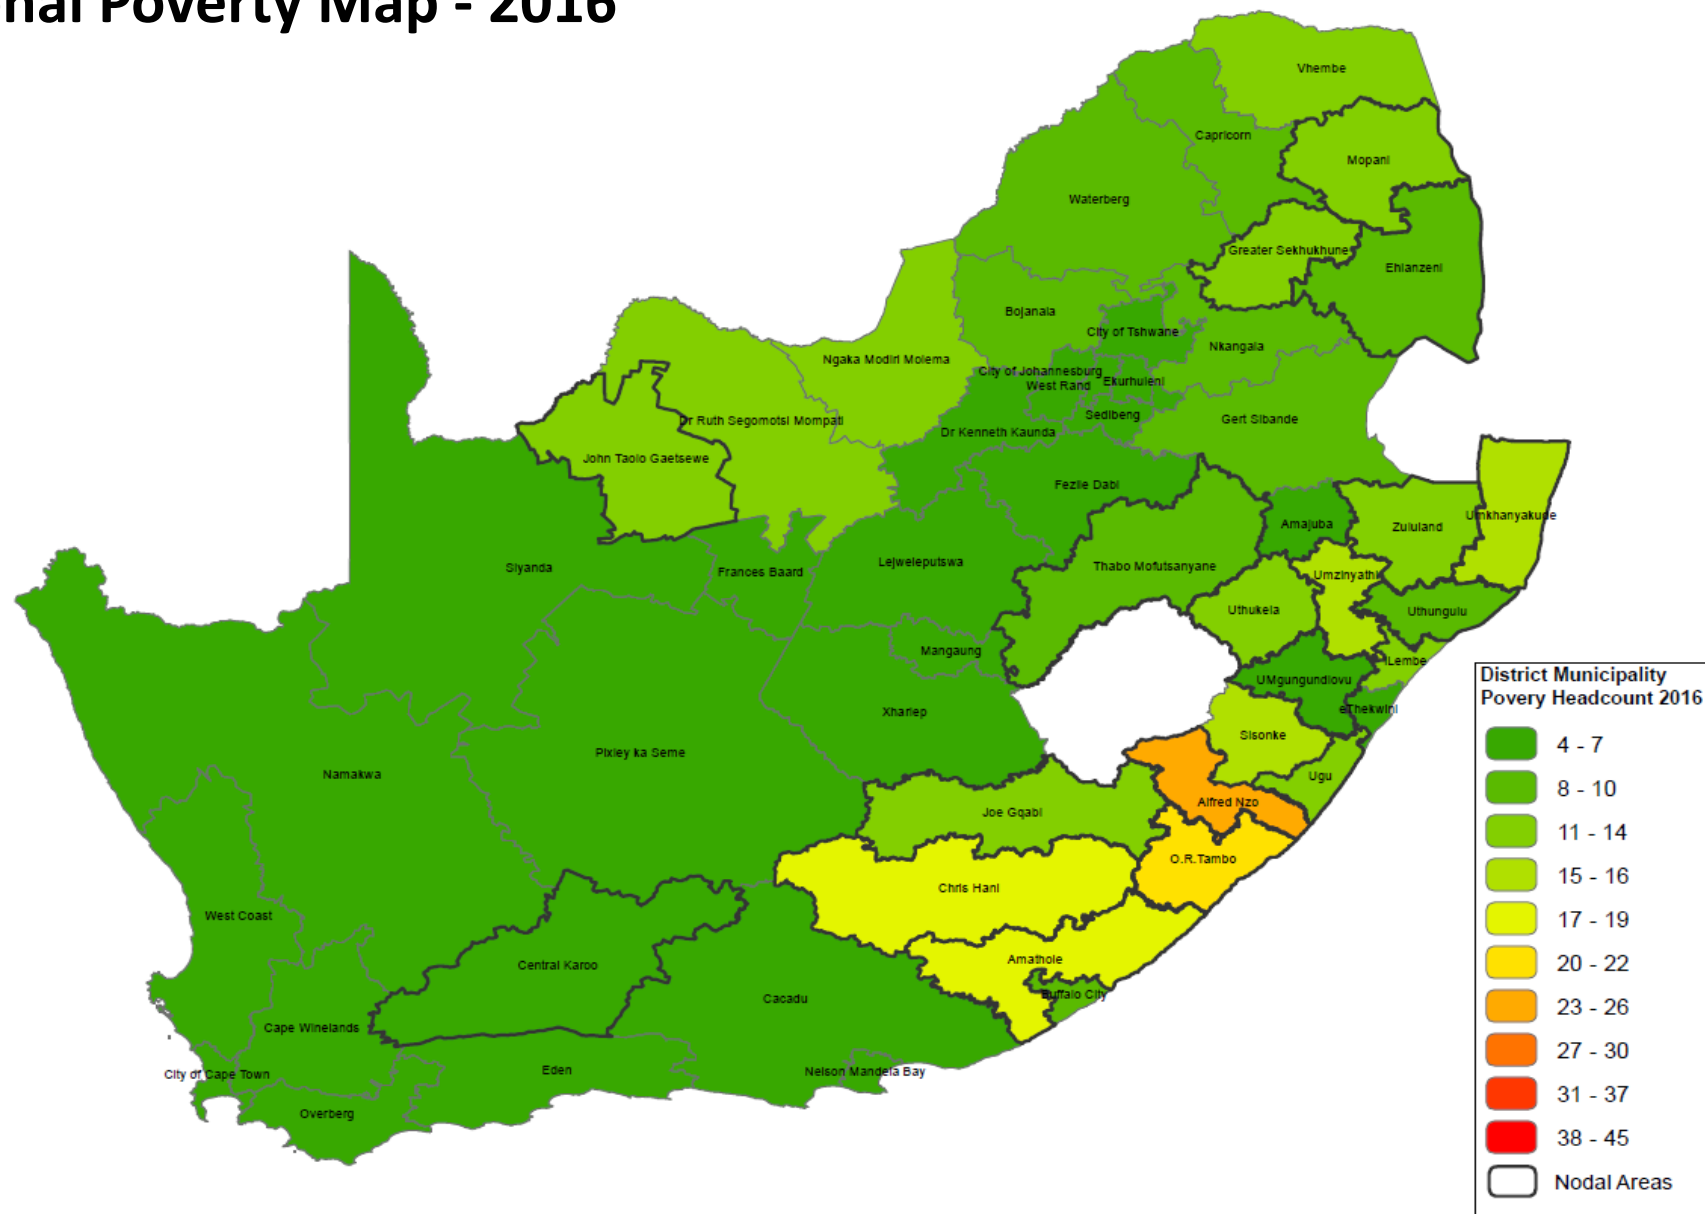 nal Poverty Map - 2016
Vhembe
Capricorn
Mopani
Waterberg
Greater Sekhukhune
Ehlanzeni
Bojanala
City of Tshwane
Nkangala
Ngaka Modiri Molema
City of Johannesburg
West Rand
Ekurhuleni
Sedibeng
Gert Sibande
Dr Ruth Segomotsi Mompati
Dr Kenneth Kaunda
John Taolo Gaetsewe
Fezile Dabi
Amajuba
Zululand
Umkhanyakude
Siyanda
Frances Baard
Lejweleputswa
Thabo Mofutsanyane
Umzinyathi
Uthukela
Uthungulu
Mangaung
iLembe
UMgungundlovu
Xhariep
eThekwini
Sisonke
Pixley ka Seme
Namakwa
Ugu
Alfred Nzo
Joe Gqabi
O.R.Tambo
Chris Hani
West Coast
Central Karoo
Amathole
Cacadu
Buffalo City
Cape Winelands
City of Cape Town
Eden
Nelson Mandela Bay
Overberg
District Municipality
Povery Headcount 2016
4 - 7
8 - 10
11 - 14
15 - 16
17 - 19
20 - 22
23 - 26
27 - 30
31 - 37
38 - 45
Nodal Areas